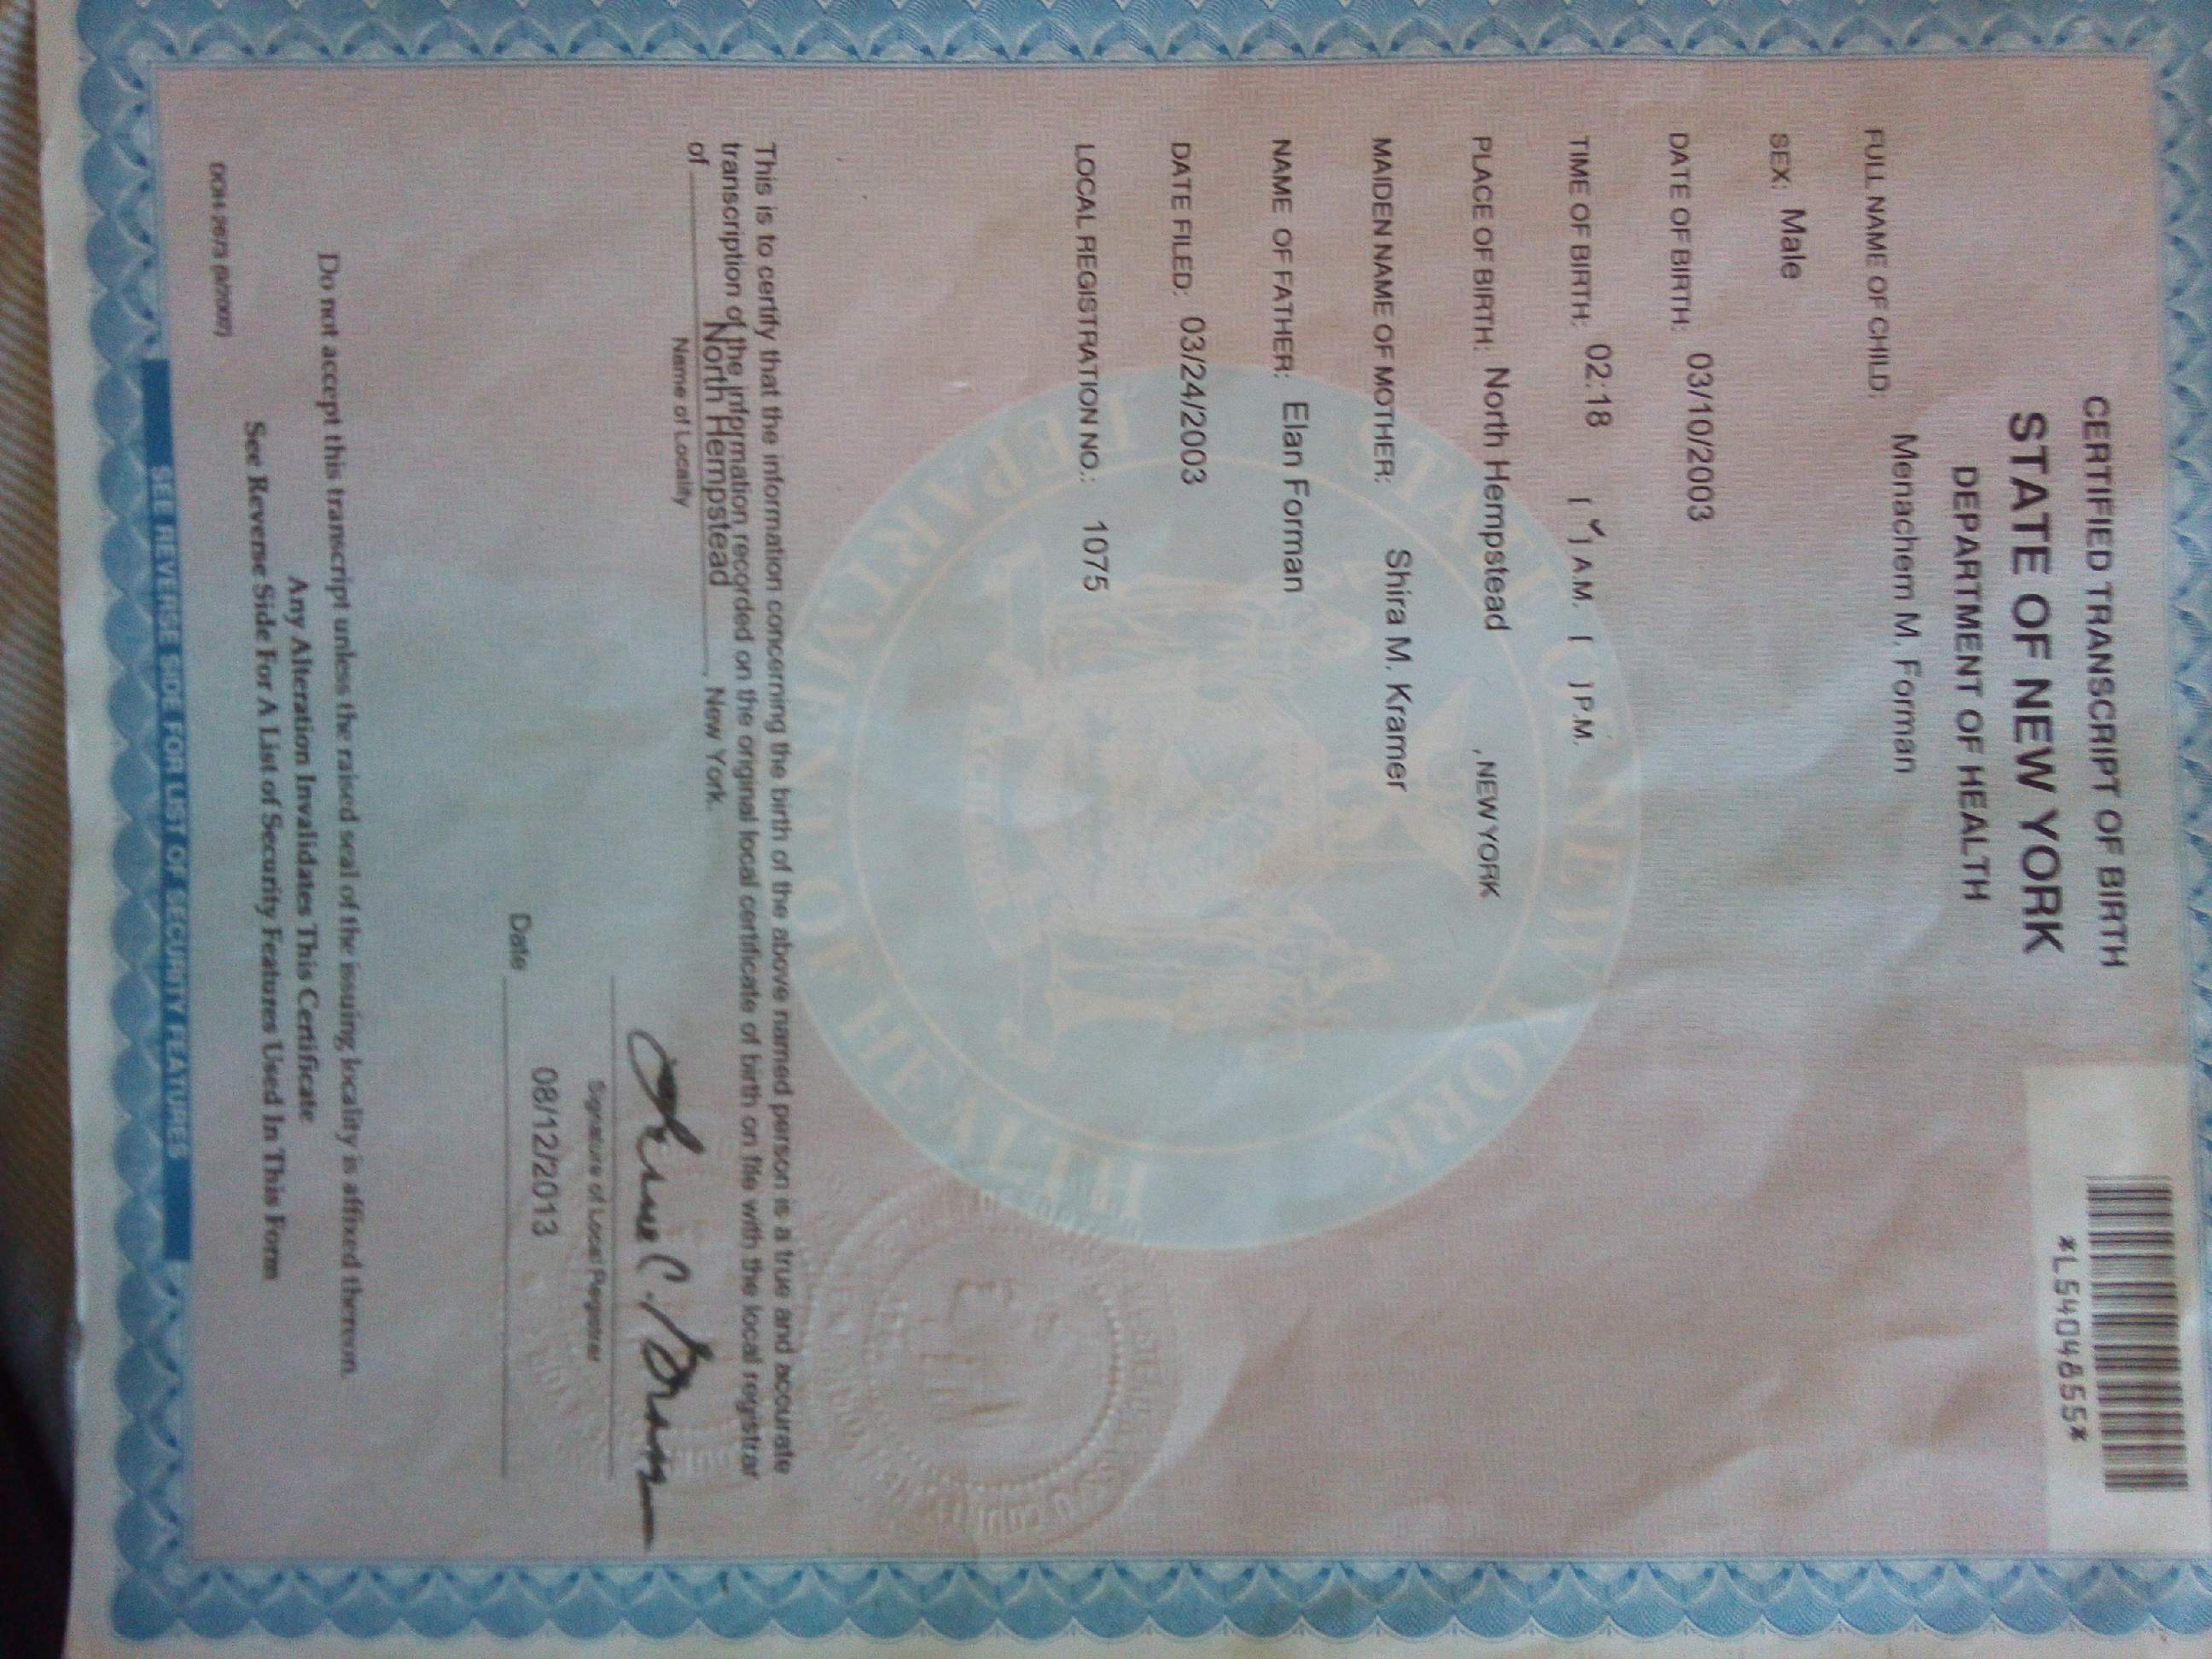 CERTIFIED TRANSCRIPT OF BIRTH
STATE OF NEW YORK
DEPARTMENT OF HEALTH
*L5404855*
FULL NAME OF CHILD: Menachem M. Forman
SEX: Male
DATE OF BIRTH: 03/10/2003
TIME OF BIRTH: 02:18 [✓] A.M. [ ] P.M.
PLACE OF BIRTH: North Hempstead , NEW YORK
MAIDEN NAME OF MOTHER: Shira M. Kramer
NAME OF FATHER: Elan Forman
DATE FILED: 03/24/2003
LOCAL REGISTRATION NO.: 1075
STATE OF NEW YORK
DEPARTMENT OF HEALTH
This is to certify that the information concerning the birth of the above named person is a true and accurate
transcription of the information recorded on the original local certificate of birth on file with the local registrar
of North Hempstead, New York.
Name of Locality
Signature of Local Registrar
Date 08/12/2013
Do not accept this transcript unless the raised seal of the issuing locality is affixed thereon.
Any Alteration Invalidates This Certificate
See Reverse Side For A List of Security Features Used In This Form
SEE REVERSE SIDE FOR LIST OF SECURITY FEATURES